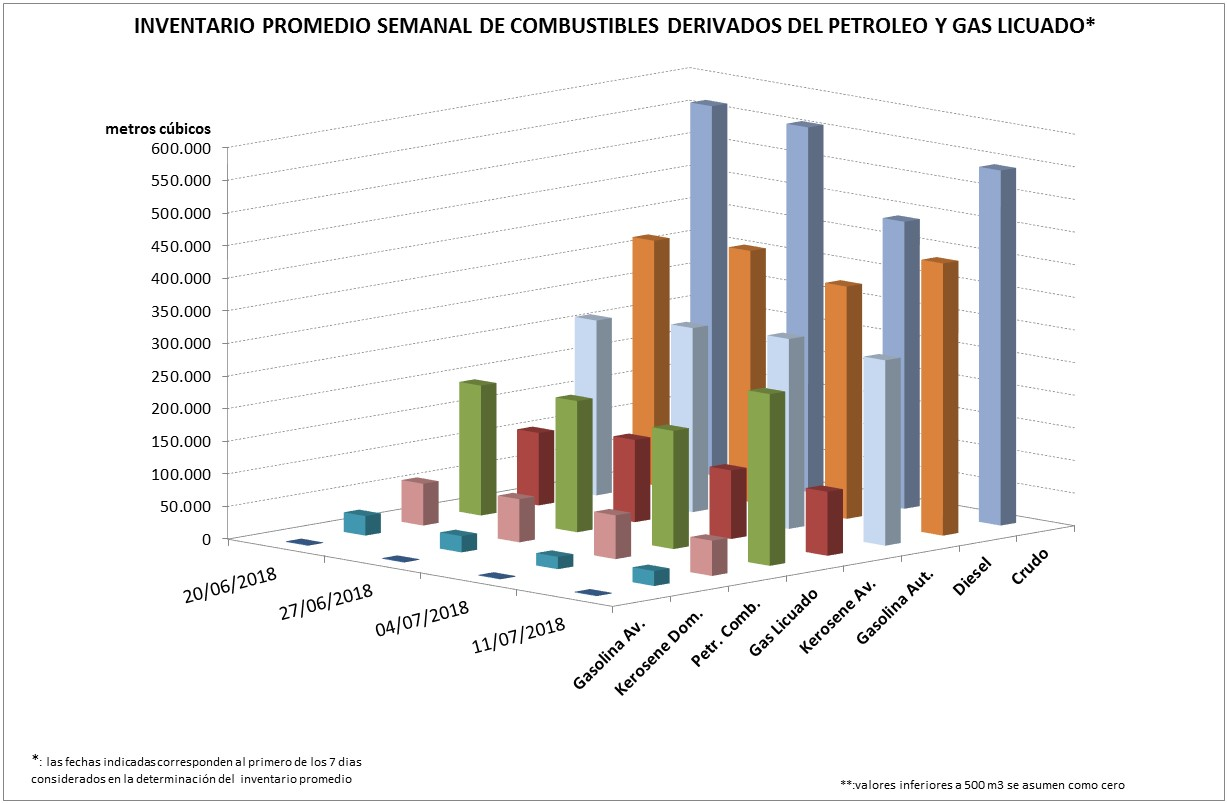 INVENTARIO PROMEDIO SEMANAL DE COMBUSTIBLES DERIVADOS DEL PETROLEO Y GAS LICUADO*
metros cúbicos
600.000
550.000
500.000
450.000
400.000
350.000
300.000
250.000
200.000
150.000
100.000
50.000
0
20/06/2018
27/06/2018
04/07/2018
11/07/2018
Gasolina Av.
Kerosene Dom.
Petr. Comb.
Gas Licuado
Kerosene Av.
Gasolina Aut.
Diesel
Crudo
*: las fechas indicadas corresponden al primero de los 7 dias
considerados en la determinación del inventario promedio
**:valores inferiores a 500 m3 se asumen como cero